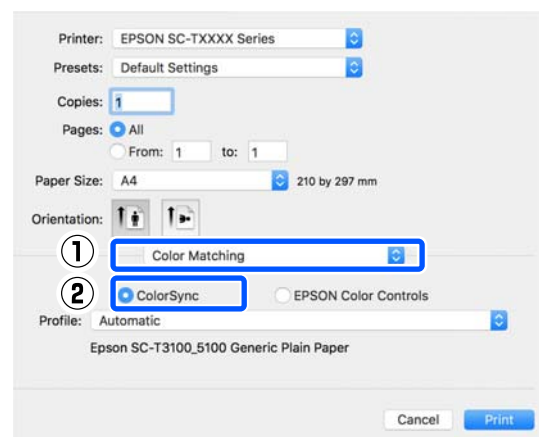 Printer: EPSON SC-TXXXX Series
Presets: Default Settings
Copies: 1
Pages: All
From: 1 to: 1
Paper Size: A4 210 by 297 mm
Orientation:
1 Color Matching
2 ColorSync EPSON Color Controls
Profile: Automatic
Epson SC-T3100_5100 Generic Plain Paper
Cancel Print